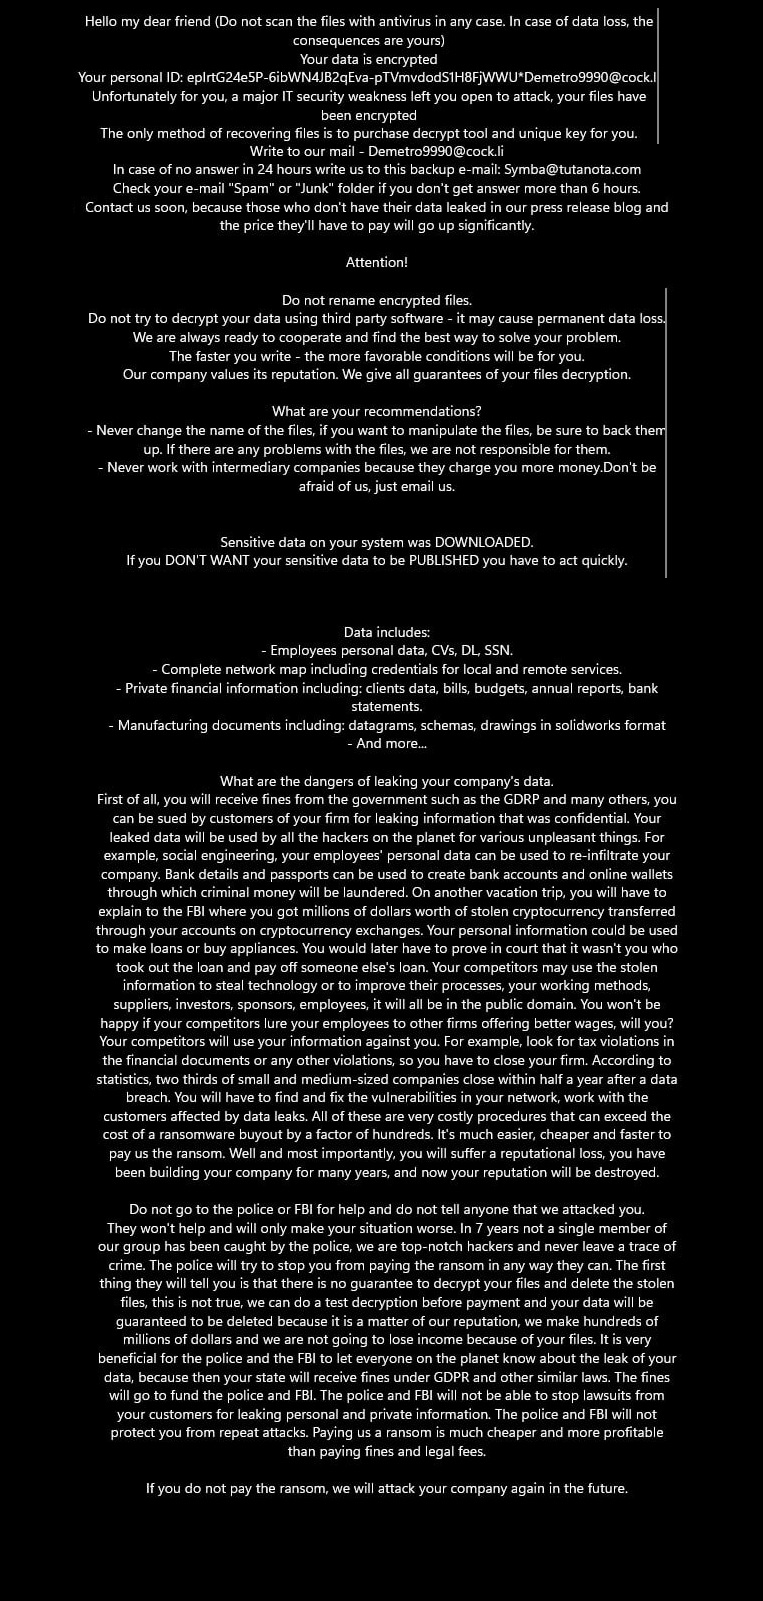 Hello my dear friend (Do not scan the files with antivirus in any case. In case of data loss, the
consequences are yours)
Your data is encrypted
Your personal ID: epIrtG24e5P-6ibWN4JB2qEva-pTVmvdodS1H8FjWWU*Demetro9990@cock.l
Unfortunately for you, a major IT security weakness left you open to attack, your files have
been encrypted
The only method of recovering files is to purchase decrypt tool and unique key for you.
Write to our mail - Demetro9990@cock.li
In case of no answer in 24 hours write us to this backup e-mail: Symba@tutanota.com
Check your e-mail "Spam" or "Junk" folder if you don't get answer more than 6 hours.
Contact us soon, because those who don't have their data leaked in our press release blog and
the price they'll have to pay will go up significantly.
Attention!
Do not rename encrypted files.
Do not try to decrypt your data using third party software - it may cause permanent data loss.
We are always ready to cooperate and find the best way to solve your problem.
The faster you write - the more favorable conditions will be for you.
Our company values its reputation. We give all guarantees of your files decryption.
What are your recommendations?
- Never change the name of the files, if you want to manipulate the files, be sure to back them
up. If there are any problems with the files, we are not responsible for them.
- Never work with intermediary companies because they charge you more money.Don't be
afraid of us, just email us.
Sensitive data on your system was DOWNLOADED.
If you DON'T WANT your sensitive data to be PUBLISHED you have to act quickly.
Data includes:
- Employees personal data, CVs, DL, SSN.
- Complete network map including credentials for local and remote services.
- Private financial information including: clients data, bills, budgets, annual reports, bank
statements.
- Manufacturing documents including: datagrams, schemas, drawings in solidworks format
- And more...
What are the dangers of leaking your company's data.
First of all, you will receive fines from the government such as the GDRP and many others, you
can be sued by customers of your firm for leaking information that was confidential. Your
leaked data will be used by all the hackers on the planet for various unpleasant things. For
example, social engineering, your employees' personal data can be used to re-infiltrate your
company. Bank details and passports can be used to create bank accounts and online wallets
through which criminal money will be laundered. On another vacation trip, you will have to
explain to the FBI where you got millions of dollars worth of stolen cryptocurrency transferred
through your accounts on cryptocurrency exchanges. Your personal information could be used
to make loans or buy appliances. You would later have to prove in court that it wasn't you who
took out the loan and pay off someone else's loan. Your competitors may use the stolen
information to steal technology or to improve their processes, your working methods,
suppliers, investors, sponsors, employees, it will all be in the public domain. You won't be
happy if your competitors lure your employees to other firms offering better wages, will you?
Your competitors will use your information against you. For example, look for tax violations in
the financial documents or any other violations, so you have to close your firm. According to
statistics, two thirds of small and medium-sized companies close within half a year after a data
breach. You will have to find and fix the vulnerabilities in your network, work with the
customers affected by data leaks. All of these are very costly procedures that can exceed the
cost of a ransomware buyout by a factor of hundreds. It's much easier, cheaper and faster to
pay us the ransom. Well and most importantly, you will suffer a reputational loss, you have
been building your company for many years, and now your reputation will be destroyed.
Do not go to the police or FBI for help and do not tell anyone that we attacked you.
They won't help and will only make your situation worse. In 7 years not a single member of
our group has been caught by the police, we are top-notch hackers and never leave a trace of
crime. The police will try to stop you from paying the ransom in any way they can. The first
thing they will tell you is that there is no guarantee to decrypt your files and delete the stolen
files, this is not true, we can do a test decryption before payment and your data will be
guaranteed to be deleted because it is a matter of our reputation, we make hundreds of
millions of dollars and we are not going to lose income because of your files. It is very
beneficial for the police and the FBI to let everyone on the planet know about the leak of your
data, because then your state will receive fines under GDPR and other similar laws. The fines
will go to fund the police and FBI. The police and FBI will not be able to stop lawsuits from
your customers for leaking personal and private information. The police and FBI will not
protect you from repeat attacks. Paying us a ransom is much cheaper and more profitable
than paying fines and legal fees.
If you do not pay the ransom, we will attack your company again in the future.